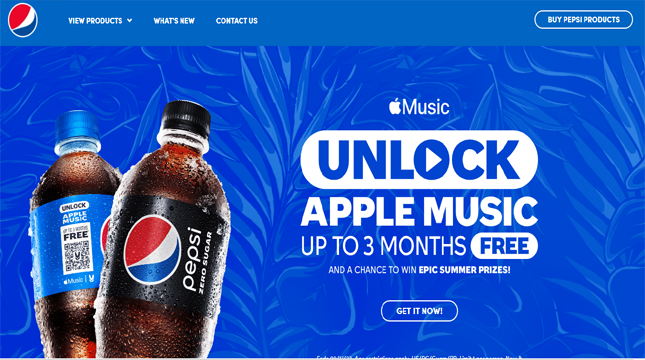 VIEW PRODUCTS
WHAT'S NEW
CONTACT US
BUY PEPSI PRODUCTS
Music
UNLOCK
APPLE MUSIC
UP TO 3 MONTHS FREE
AND A CHANCE TO WIN EPIC SUMMER PRIZES!
GET IT NOW!
UNLOCK
APPLE MUSIC
UP TO 3 MONTHS
FREE
Music
pepsi
ZERO SUGAR